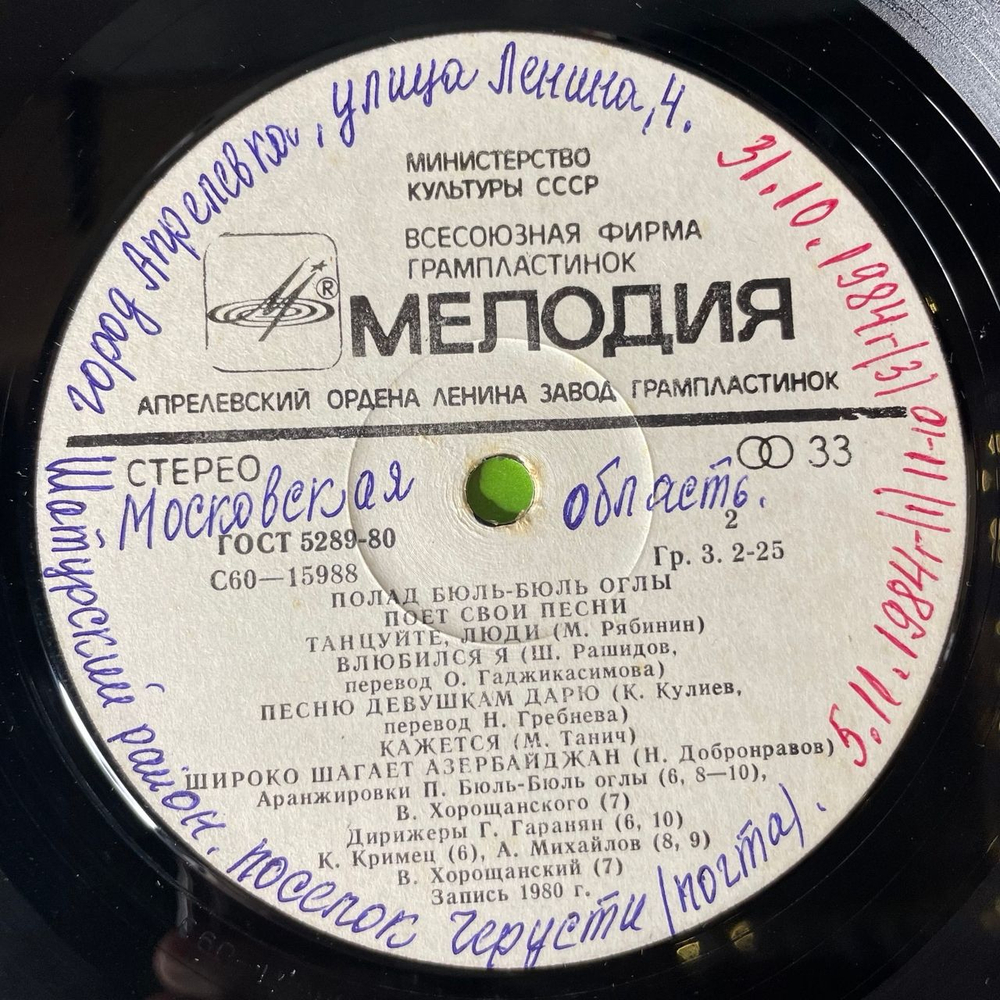 город Апрелевка, улица Ленина, 4.
МИНИСТЕРСТВО
КУЛЬТУРЫ СССР
ВСЕСОЮЗНАЯ ФИРМА
ГРАМПЛАСТИНОК
®
МЕЛОДИЯ
АПРЕЛЕВСКИЙ ОРДЕНА ЛЕНИНА ЗАВОД ГРАМПЛАСТИНОК
31.10.1984г(3)
СТЕРЕО
33
Московская область.
2
ГОСТ 5289-80
Гр. 3. 2-25
С60—15988
ПОЛАД БЮЛЬ-БЮЛЬ ОГЛЫ
ПОЕТ СВОИ ПЕСНИ
ТАНЦУЙТЕ, ЛЮДИ (М. Рябинин)
ВЛЮБИЛСЯ Я (Ш. Рашидов,
перевод О. Гаджикасимова)
ПЕСНЮ ДЕВУШКАМ ДАРЮ (К. Кулиев,
перевод Н. Гребнева)
КАЖЕТСЯ (М. Танич)
ШИРОКО ШАГАЕТ АЗЕРБАЙДЖАН (Н. Добронравов)
Аранжировки П. Бюль-Бюль оглы (6, 8—10),
В. Хорощанского (7)
Дирижеры Г. Гаранян (6, 10)
К. Кримец (6), А. Михайлов (8, 9)
В. Хорощанский (7)
Запись 1980 г.
5.11.1984г(1) 11-10
Шатурский район. поселок Черусти (почта).